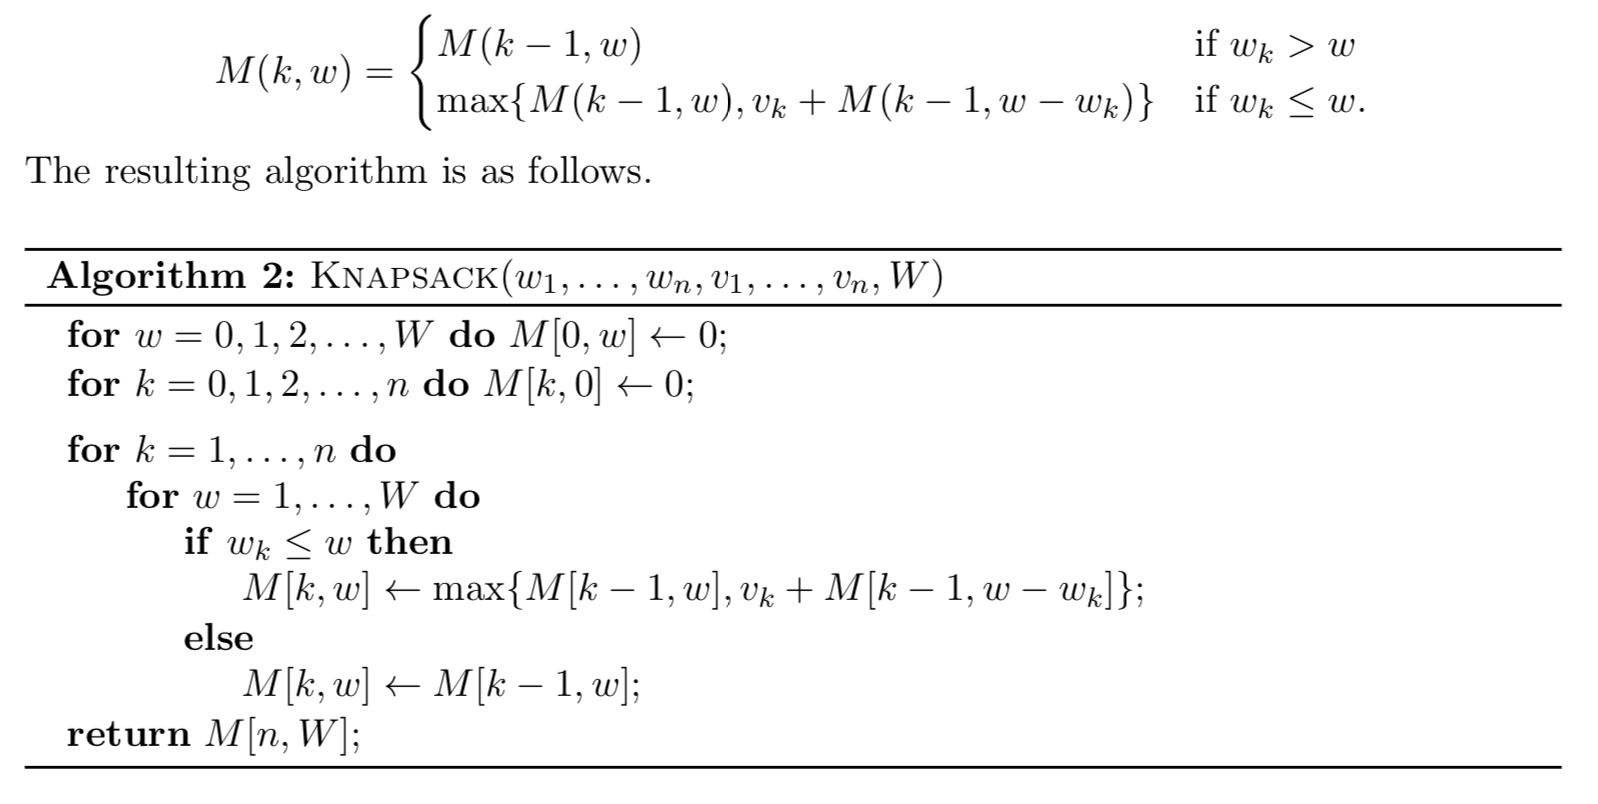 M(k, w) = { M(k − 1, w) if w_k > w
max{M(k − 1, w), v_k + M(k − 1, w − w_k)} if w_k ≤ w.
The resulting algorithm is as follows.
Algorithm 2: KNAPSACK(w_1, . . . , w_n, v_1, . . . , v_n, W)
for w = 0, 1, 2, . . . , W do M[0, w] ← 0;
for k = 0, 1, 2, . . . , n do M[k, 0] ← 0;
for k = 1, . . . , n do
for w = 1, . . . , W do
if w_k ≤ w then
M[k, w] ← max{M[k − 1, w], v_k + M[k − 1, w − w_k]};
else
M[k, w] ← M[k − 1, w];
return M[n, W];